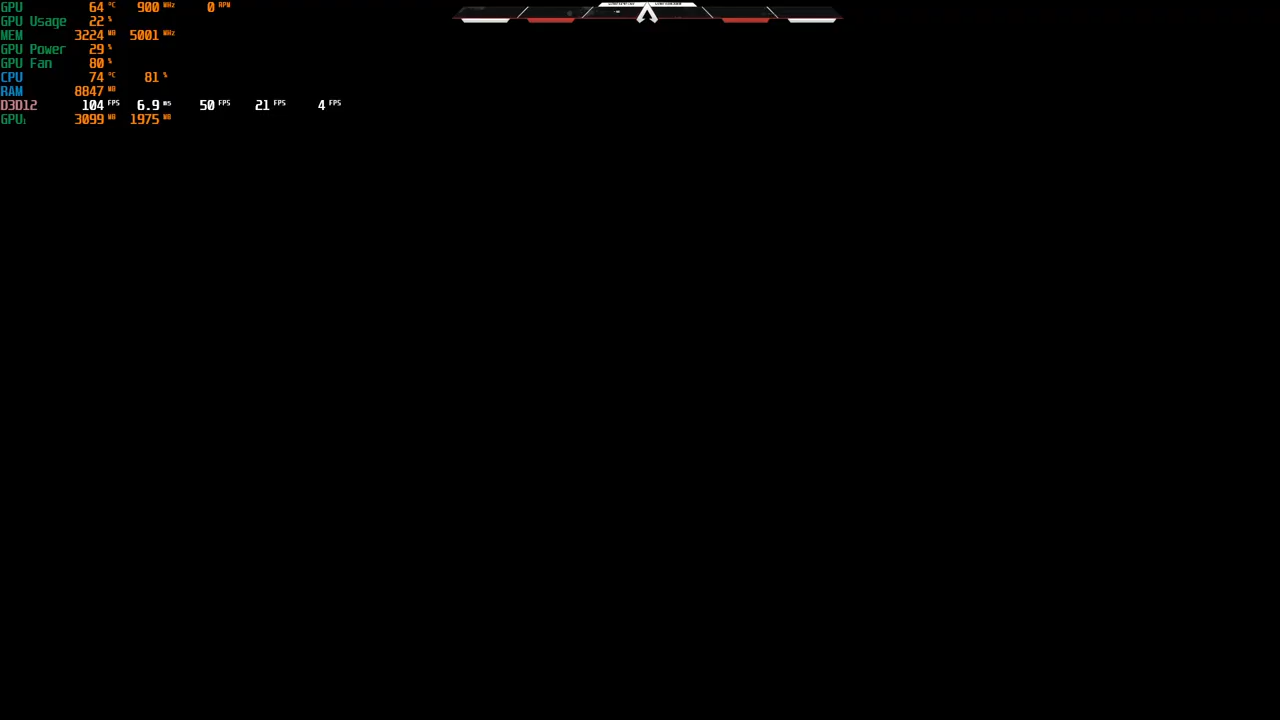 GPU 64 °C 900 MHz 0 RPM
GPU Usage 22 %
MEM 3224 MB 5001 MHz
GPU Power 29 %
GPU Fan 80 %
CPU 74 °C 81 %
RAM 8847 MB
D3D12 104 FPS 6.9 ms 50 FPS 21 FPS 4 FPS
GPU1 3099 MB 1975 MB